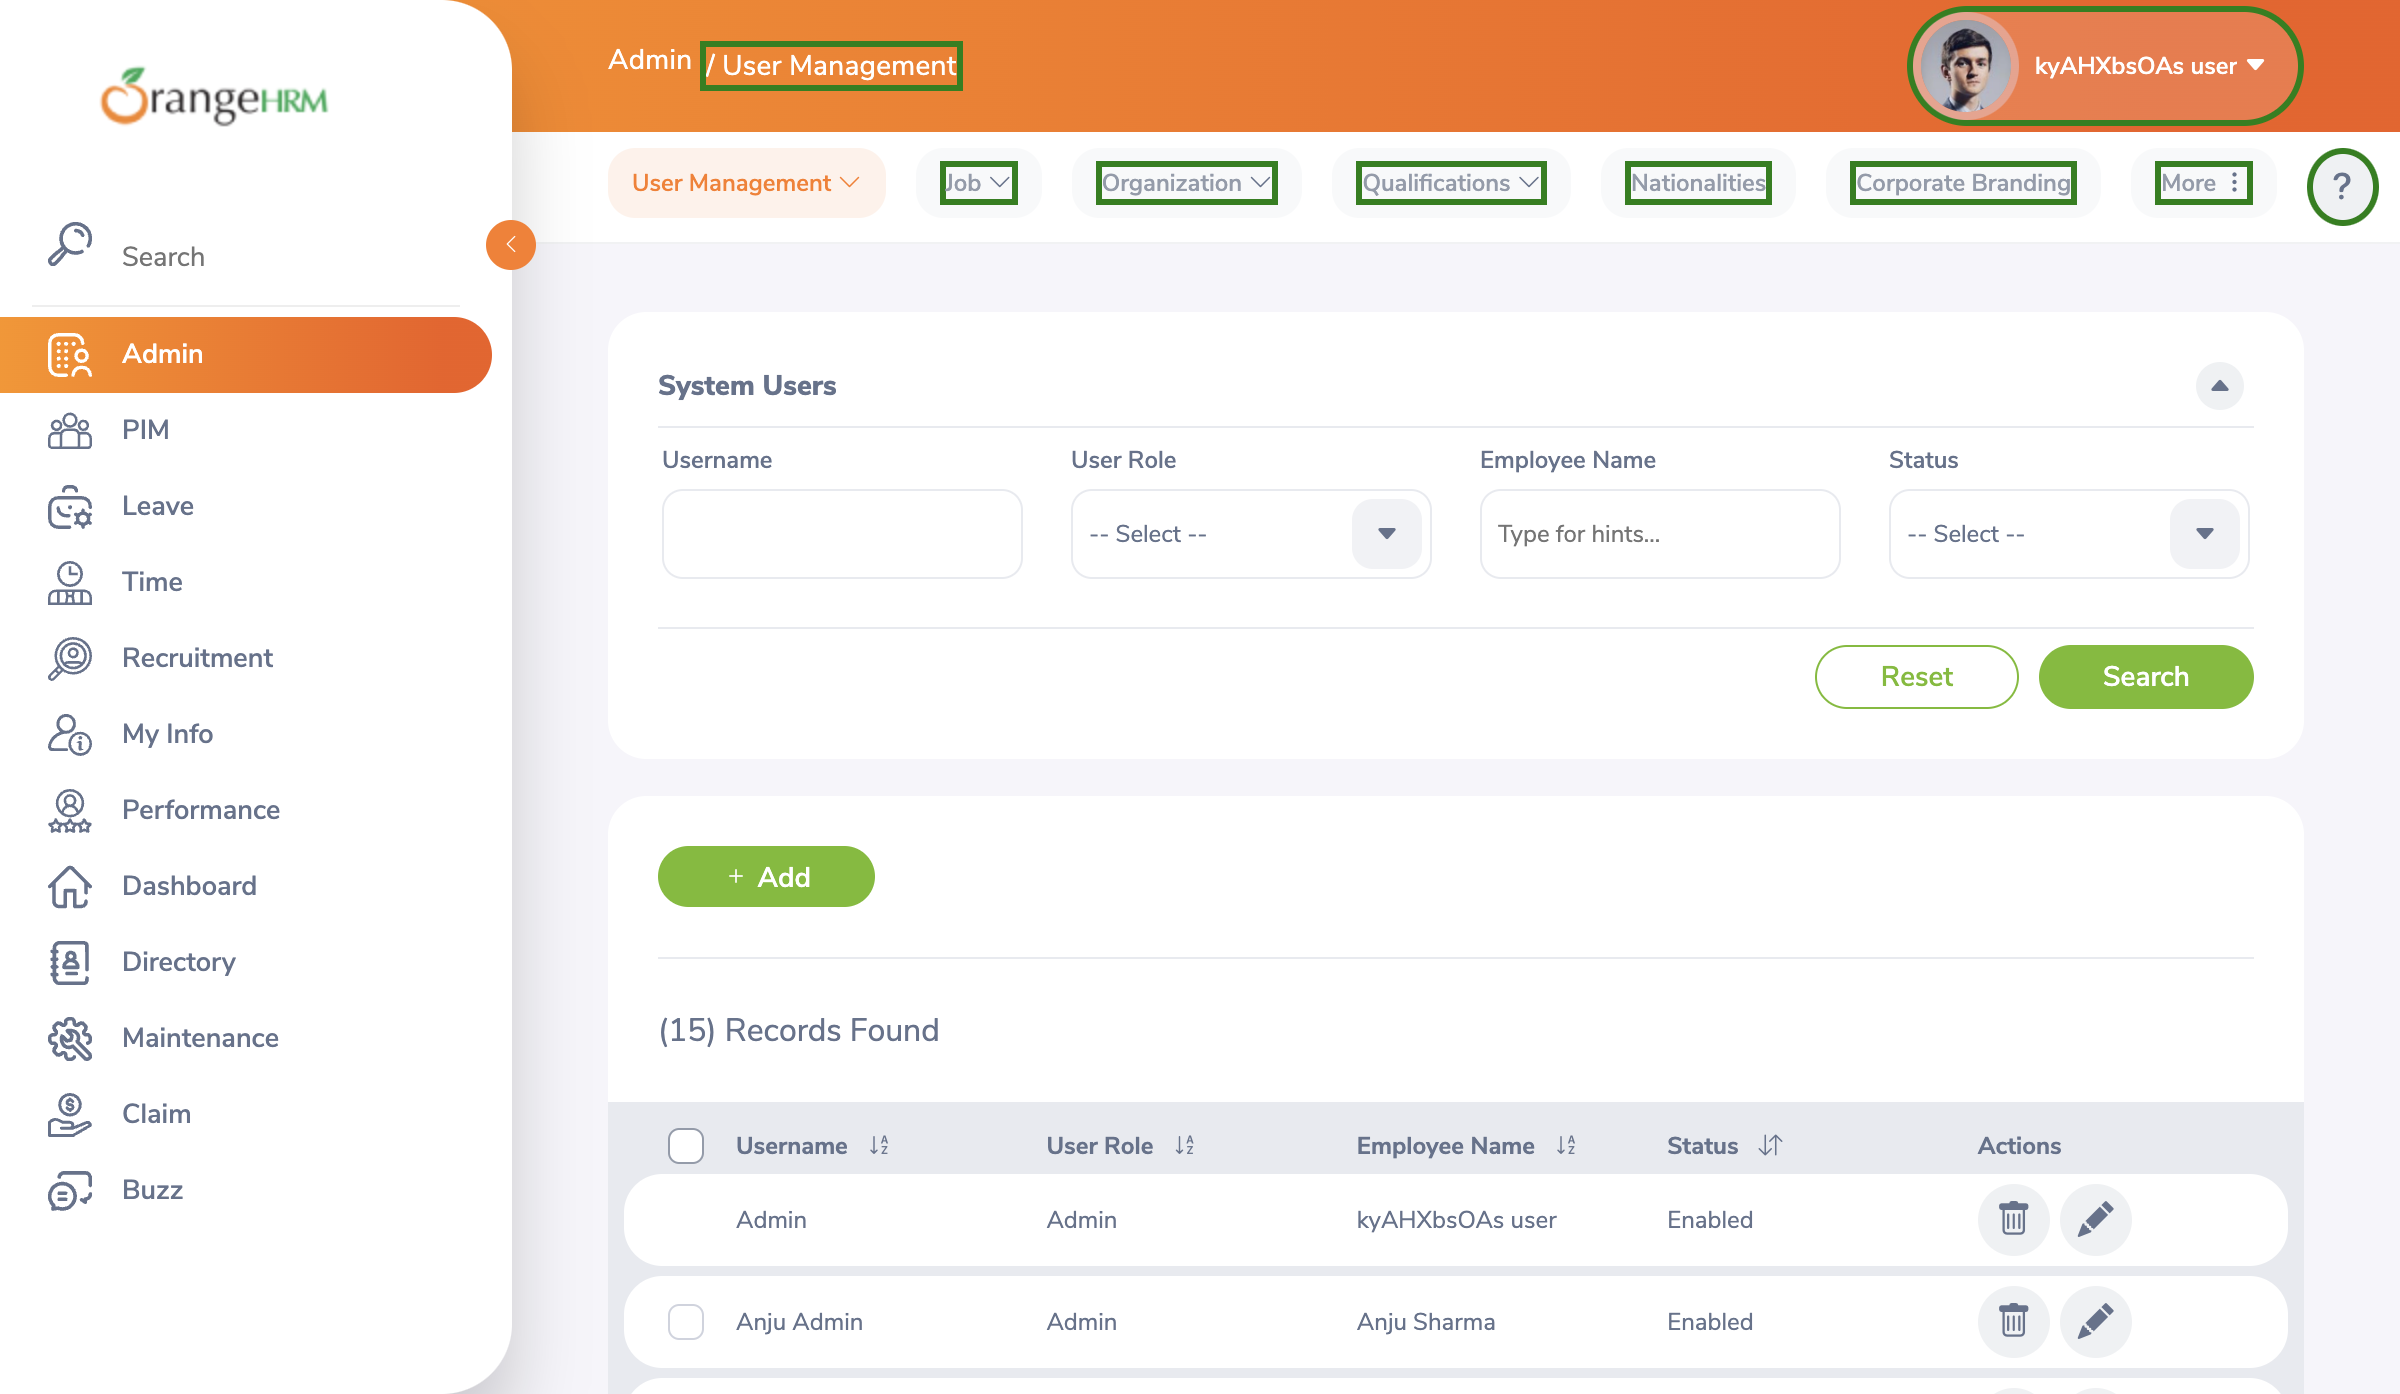 OrangeHRM
Admin / User Management
kyAHXbsOAs user
User Management
Job
Organization
Qualifications
Nationalities
Corporate Branding
More
?
Search
Admin
PIM
Leave
Time
Recruitment
My Info
Performance
Dashboard
Directory
Maintenance
Claim
Buzz
System Users
Username
User Role
Employee Name
Status
-- Select --
Type for hints...
-- Select --
Reset
Search
+ Add
(15) Records Found
Username User Role Employee Name Status Actions
Admin Admin kyAHXbsOAs user Enabled
Anju Admin Admin Anju Sharma Enabled